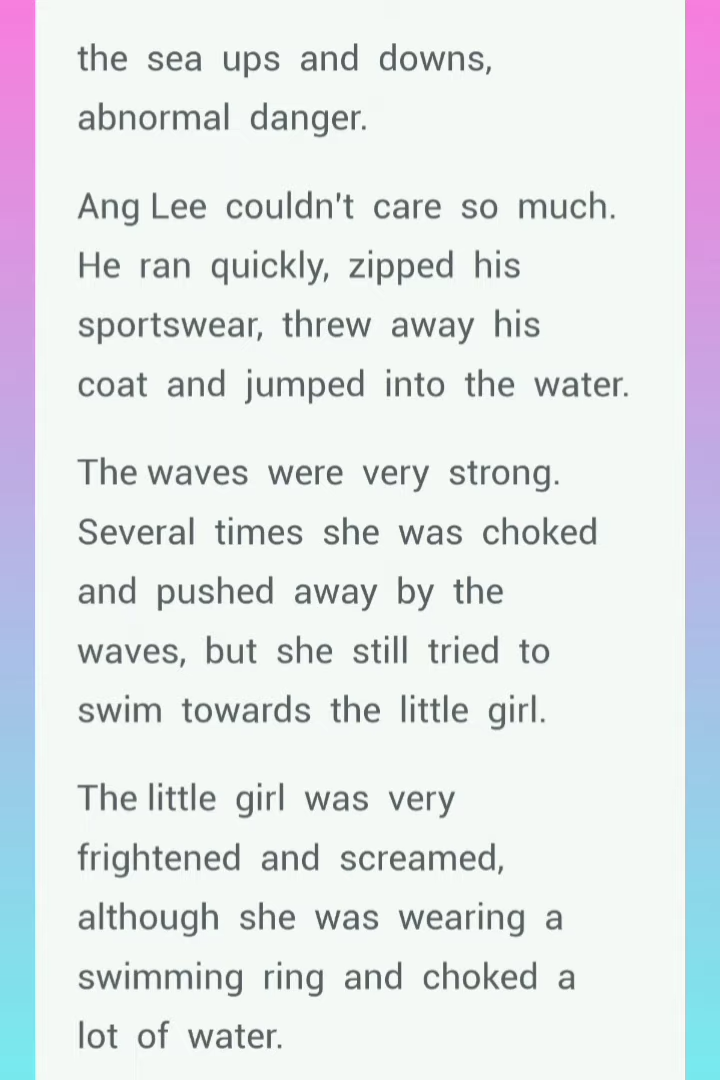 the sea ups and downs,
abnormal danger.
Ang Lee couldn't care so much.
He ran quickly, zipped his
sportswear, threw away his
coat and jumped into the water.
The waves were very strong.
Several times she was choked
and pushed away by the
waves, but she still tried to
swim towards the little girl.
The little girl was very
frightened and screamed,
although she was wearing a
swimming ring and choked a
lot of water.